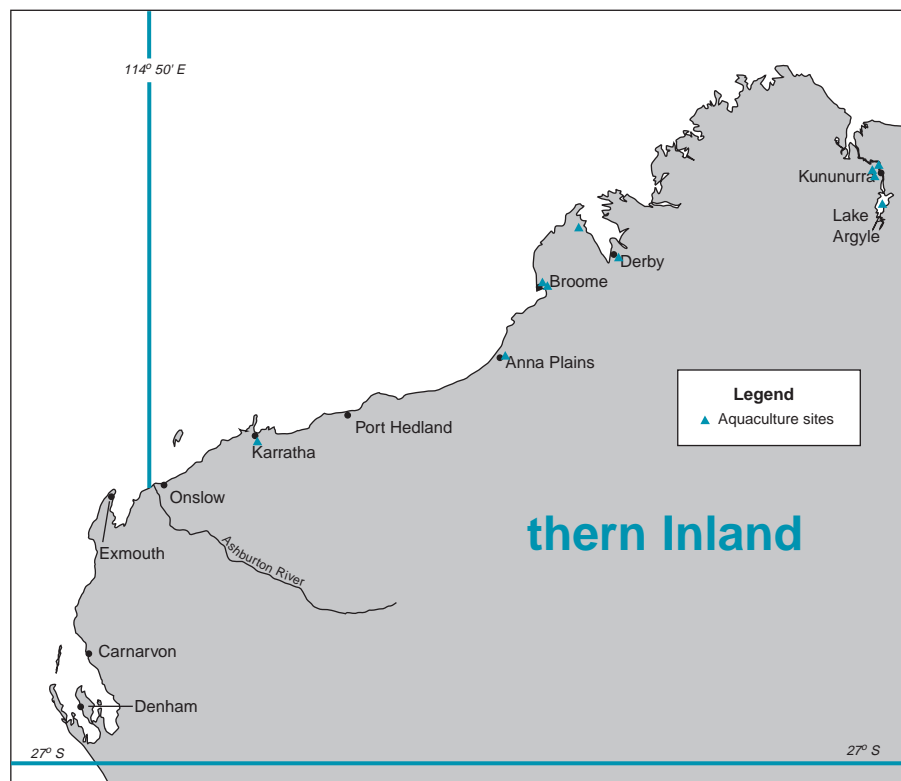 114° 50' E
Kununurra
Lake
Argyle
Derby
Broome
Anna Plains
Legend
Aquaculture sites
Port Hedland
Karratha
Onslow
thern Inland
Exmouth
Ashburton River
Carnarvon
Denham
27° S
27° S